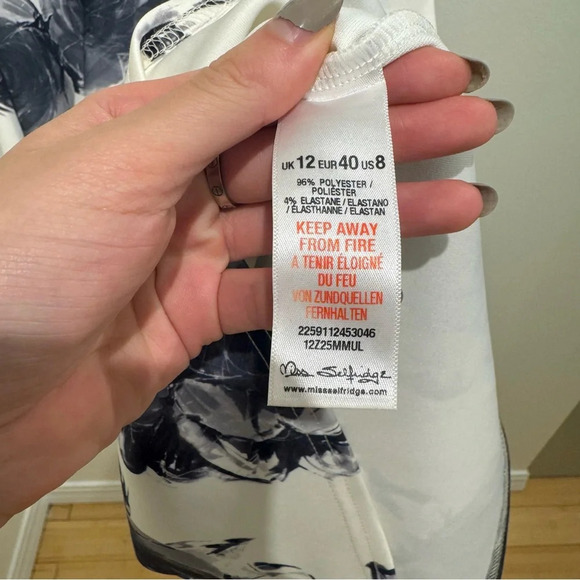 UK 12 EUR 40 US 8
96% POLYESTER /
POLIÉSTER
4% ELASTANE / ELASTANO
/ ÉLASTHANNE / ELASTAN
KEEP AWAY
FROM FIRE
A TENIR ÉLOIGNÉ
DU FEU
VON ZUNDQUELLEN
FERNHALTEN
2259112453046
12Z25MMUL
Miss Selfridge
www.missselfridge.com